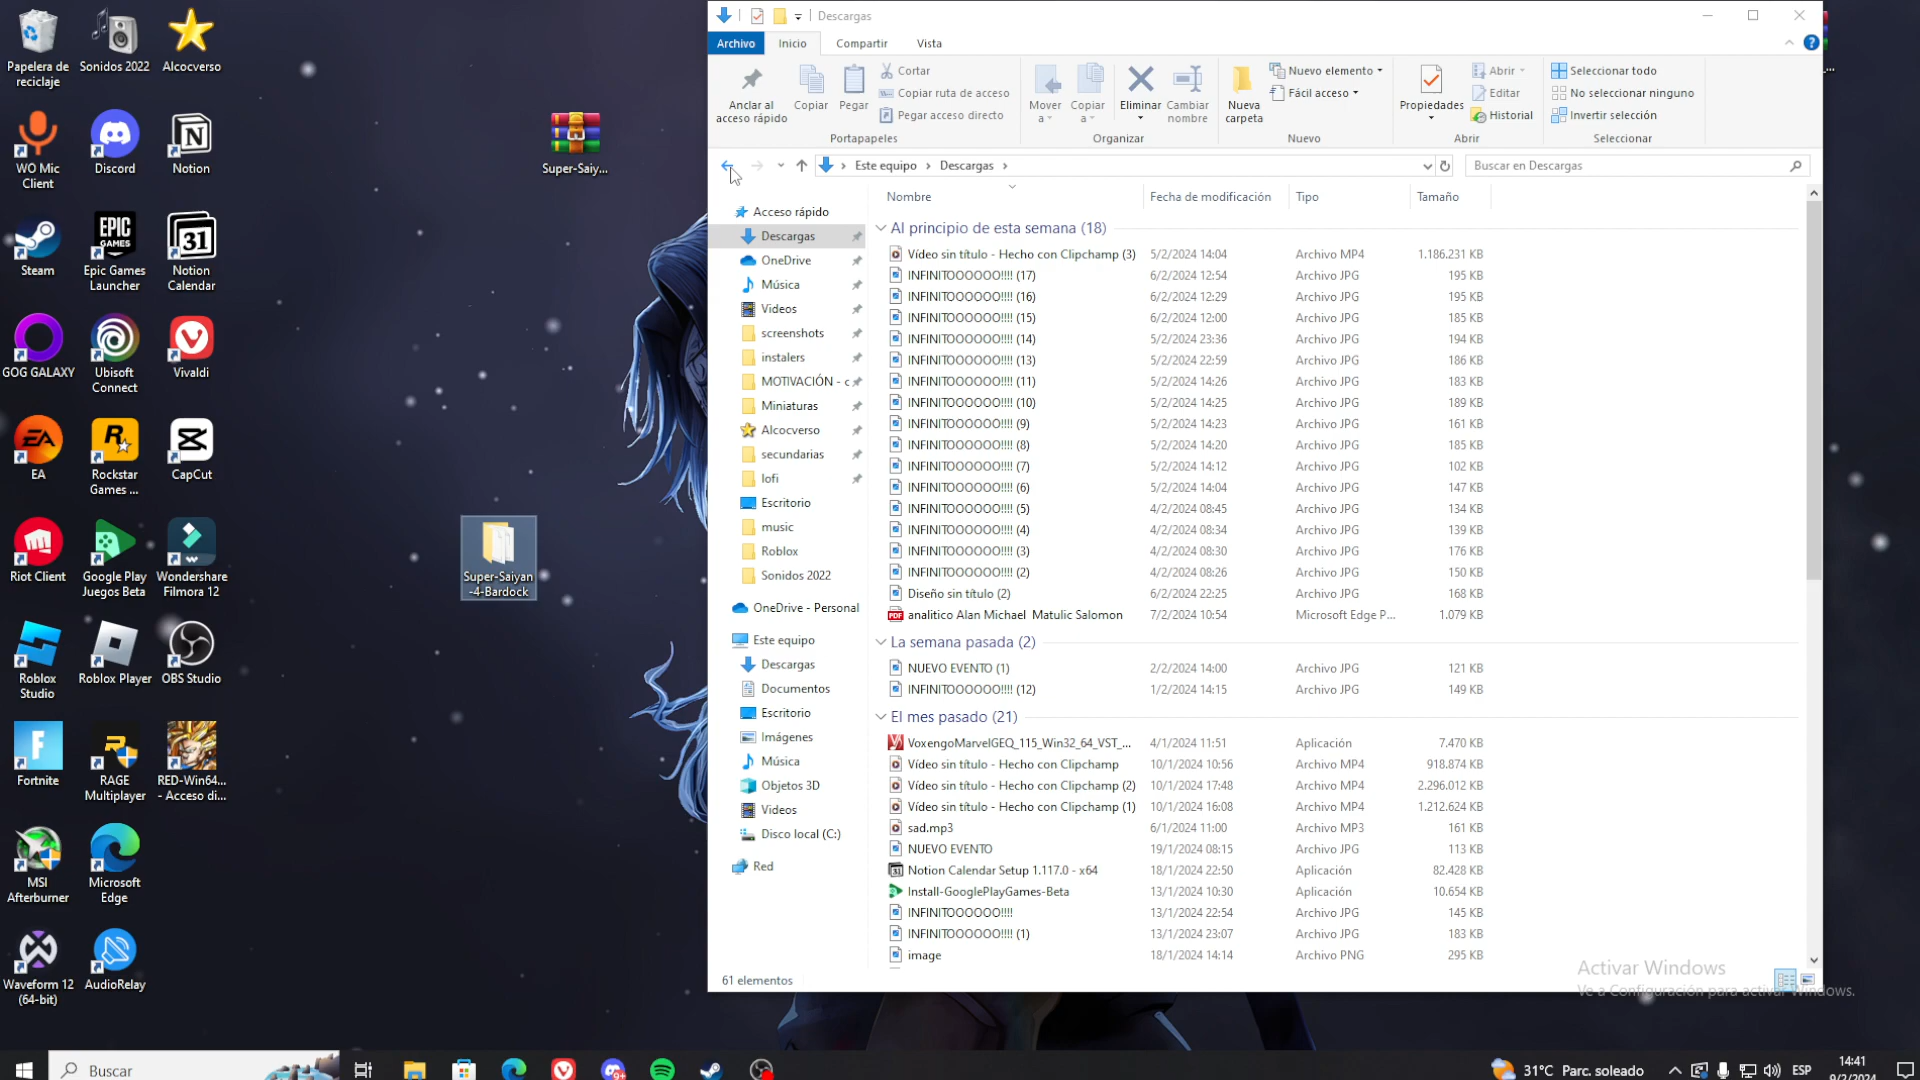 Papelera de
reciclaje
Sonidos 2022
Alcocverso
WO Mic
Client
Discord
Notion
Steam
Epic Games
Launcher
Notion
Calendar
GOG GALAXY
Ubisoft
Connect
Vivaldi
EA
Rockstar
Games ...
CapCut
Riot Client
Google Play
Juegos Beta
Wondershare
Filmora 12
Roblox
Studio
Roblox Player
OBS Studio
Fortnite
RAGE
Multiplayer
RED-Win64...
- Acceso di...
MSI
Afterburner
Microsoft
Edge
Waveform 12
(64-bit)
AudioRelay
Super-Saiy...
Super-Saiyan
-4-Bardock
Descargas
Archivo Inicio Compartir Vista
Anclar al
acceso rápido
Copiar
Pegar
Cortar
Copiar ruta de acceso
Pegar acceso directo
Portapapeles
Mover
a
Copiar
a
Eliminar
Cambiar
nombre
Organizar
Nueva
carpeta
Nuevo elemento
Fácil acceso
Nuevo
Propiedades
Abrir
Editar
Historial
Abrir
Seleccionar todo
No seleccionar ninguno
Invertir selección
Seleccionar
Este equipo > Descargas >
Buscar en Descargas
Nombre Fecha de modificación Tipo Tamaño
Acceso rápido
Descargas
OneDrive
Música
Videos
screenshots
instalers
MOTIVACIÓN - c
Miniaturas
Alcocverso
secundarias
lofi
Escritorio
music
Roblox
Sonidos 2022
OneDrive - Personal
Este equipo
Descargas
Documentos
Escritorio
Imágenes
Música
Objetos 3D
Videos
Disco local (C:)
Red
Al principio de esta semana (18)
Vídeo sin título - Hecho con Clipchamp (3) 5/2/2024 14:04 Archivo MP4 1.186.231 KB
INFINITOOOOOO!!!! (17) 6/2/2024 12:54 Archivo JPG 195 KB
INFINITOOOOOO!!!! (16) 6/2/2024 12:29 Archivo JPG 195 KB
INFINITOOOOOO!!!! (15) 6/2/2024 12:00 Archivo JPG 185 KB
INFINITOOOOOO!!!! (14) 5/2/2024 23:36 Archivo JPG 194 KB
INFINITOOOOOO!!!! (13) 5/2/2024 22:59 Archivo JPG 186 KB
INFINITOOOOOO!!!! (11) 5/2/2024 14:26 Archivo JPG 183 KB
INFINITOOOOOO!!!! (10) 5/2/2024 14:25 Archivo JPG 189 KB
INFINITOOOOOO!!!! (9) 5/2/2024 14:23 Archivo JPG 161 KB
INFINITOOOOOO!!!! (8) 5/2/2024 14:20 Archivo JPG 185 KB
INFINITOOOOOO!!!! (7) 5/2/2024 14:12 Archivo JPG 102 KB
INFINITOOOOOO!!!! (6) 5/2/2024 14:04 Archivo JPG 147 KB
INFINITOOOOOO!!!! (5) 4/2/2024 08:45 Archivo JPG 134 KB
INFINITOOOOOO!!!! (4) 4/2/2024 08:34 Archivo JPG 139 KB
INFINITOOOOOO!!!! (3) 4/2/2024 08:30 Archivo JPG 176 KB
INFINITOOOOOO!!!! (2) 4/2/2024 08:26 Archivo JPG 150 KB
Diseño sin título (2) 6/2/2024 22:25 Archivo JPG 168 KB
analitico Alan Michael Matulic Salomon 7/2/2024 10:54 Microsoft Edge P... 1.079 KB
La semana pasada (2)
NUEVO EVENTO (1) 2/2/2024 14:00 Archivo JPG 121 KB
INFINITOOOOOO!!!! (12) 1/2/2024 14:15 Archivo JPG 149 KB
El mes pasado (21)
VoxengoMarvelGEQ_115_Win32_64_VST_... 4/1/2024 11:51 Aplicación 7.470 KB
Vídeo sin título - Hecho con Clipchamp 10/1/2024 10:56 Archivo MP4 918.874 KB
Vídeo sin título - Hecho con Clipchamp (2) 10/1/2024 17:48 Archivo MP4 2.296.012 KB
Vídeo sin título - Hecho con Clipchamp (1) 10/1/2024 16:08 Archivo MP4 1.212.624 KB
sad.mp3 6/1/2024 11:00 Archivo MP3 161 KB
NUEVO EVENTO 19/1/2024 08:15 Archivo JPG 113 KB
Notion Calendar Setup 1.117.0 - x64 18/1/2024 22:50 Aplicación 82.428 KB
Install-GooglePlayGames-Beta 13/1/2024 10:30 Aplicación 10.654 KB
INFINITOOOOOO!!!! 13/1/2024 22:54 Archivo JPG 145 KB
INFINITOOOOOO!!!! (1) 13/1/2024 23:07 Archivo JPG 183 KB
image 18/1/2024 14:14 Archivo PNG 295 KB
61 elementos
Activar Windows
Ve a Configuración para activar Windows.
Buscar
31°C Parc. soleado
ESP
14:41
9/2/2024